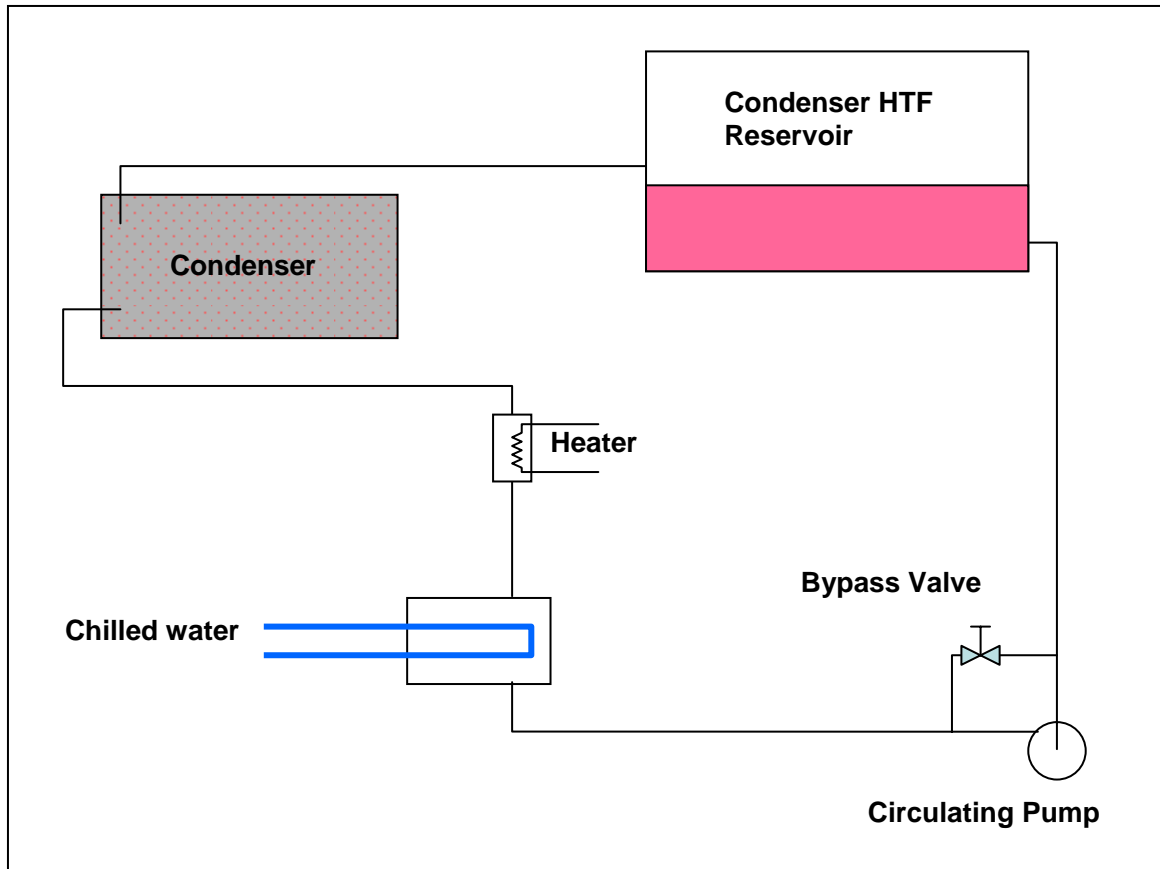 Condenser HTF
Reservoir
Condenser
Heater
Bypass Valve
Chilled water
Circulating Pump